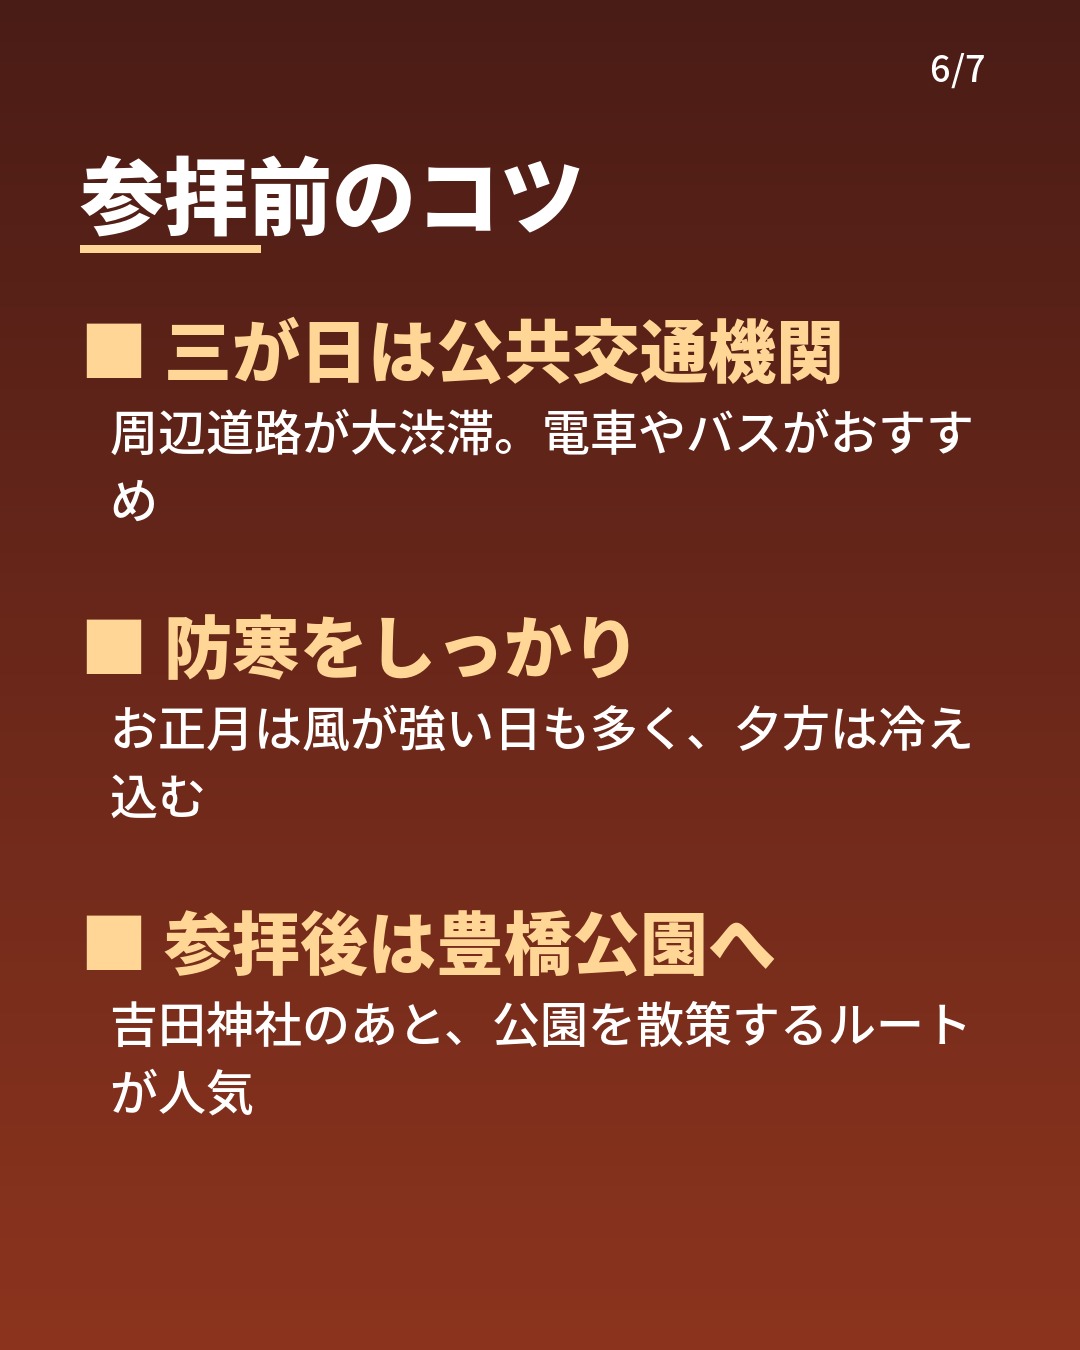 6/7
参拝前のコツ
■ 三が日は公共交通機関
周辺道路が大渋滞。電車やバスがおすす
め
■ 防寒をしっかり
お正月は風が強い日も多く、夕方は冷え
込む
■ 参拝後は豊橋公園へ
吉田神社のあと、公園を散策するルート
が人気